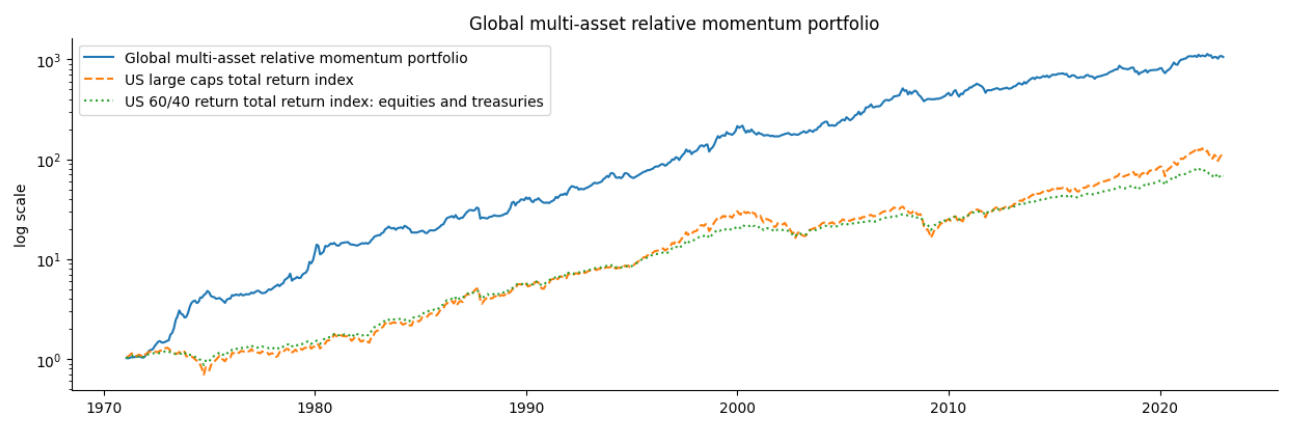 Global multi-asset relative momentum portfolio
Global multi-asset relative momentum portfolio
US large caps total return index
US 60/40 return total return index: equities and treasuries
log scale
10³
10²
10¹
10⁰
1970 1980 1990 2000 2010 2020